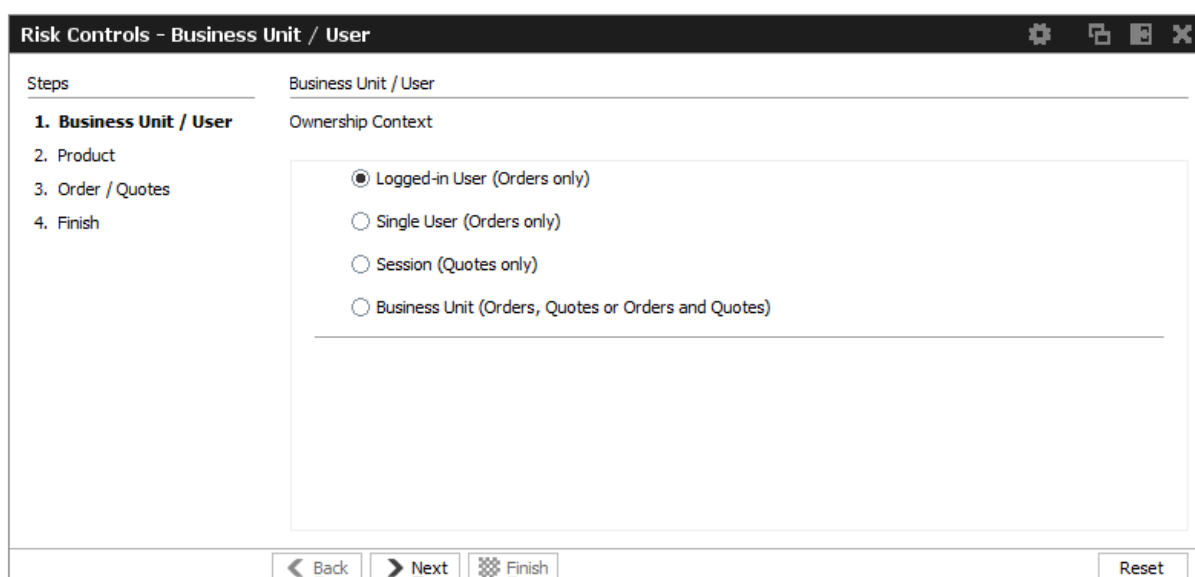 Risk Controls - Business Unit / User
Steps
1. Business Unit / User
2. Product
3. Order / Quotes
4. Finish
Business Unit / User
Ownership Context
Logged-in User (Orders only)
Single User (Orders only)
Session (Quotes only)
Business Unit (Orders, Quotes or Orders and Quotes)
Back Next Finish Reset